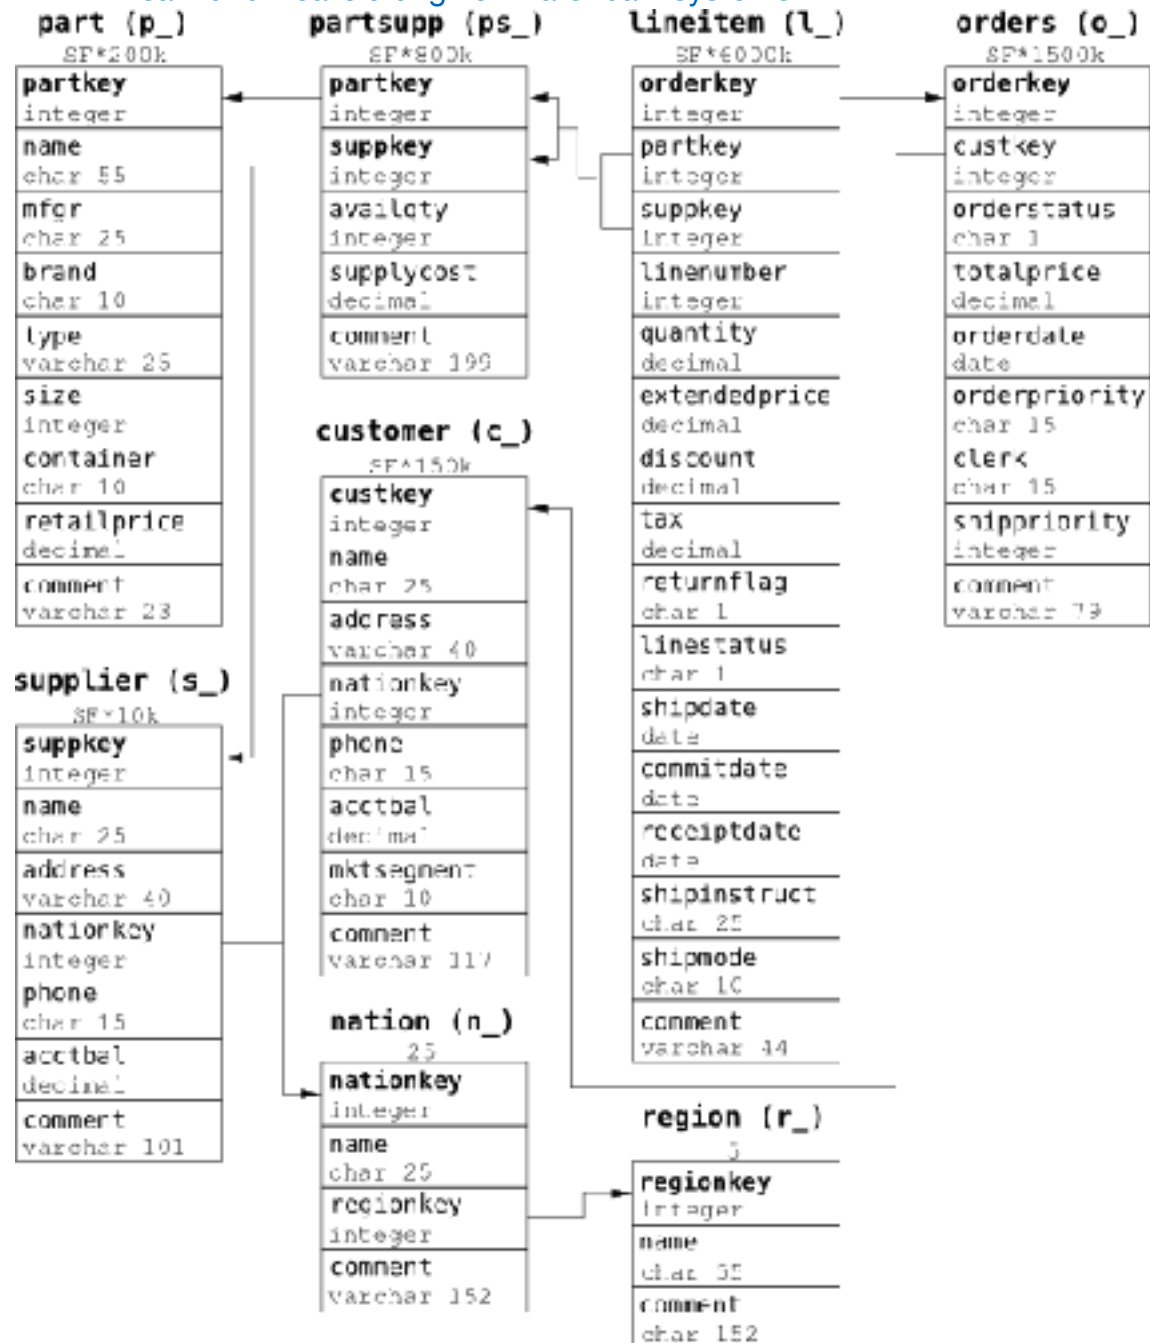 part (p_)
SF*200k
partkey
integer
name
char 55
mfgr
char 25
brand
char 10
type
varchar 25
size
integer
container
char 10
retailprice
decimal
comment
varchar 23
supplier (s_)
SF*10k
suppkey
integer
name
char 25
address
varchar 40
nationkey
integer
phone
char 15
acctbal
decimal
comment
varchar 101
partsupp (ps_)
SF*800k
partkey
integer
suppkey
integer
availqty
integer
supplycost
decimal
comment
varchar 199
customer (c_)
SF*150k
custkey
integer
name
char 25
address
varchar 40
nationkey
integer
phone
char 15
acctbal
decimal
mktsegment
char 10
comment
varchar 117
nation (n_)
25
nationkey
integer
name
char 25
regionkey
integer
comment
varchar 152
lineitem (l_)
SF*6000k
orderkey
integer
partkey
integer
suppkey
integer
linenumber
integer
quantity
decimal
extendedprice
decimal
discount
decimal
tax
decimal
returnflag
char 1
linestatus
char 1
shipdate
date
commitdate
date
receiptdate
date
shipinstruct
char 25
shipmode
char 10
comment
varchar 44
region (r_)
5
regionkey
integer
name
char
comment
char 152
orders (o_)
SF*1500k
orderkey
integer
custkey
integer
orderstatus
char 1
totalprice
decimal
orderdate
date
orderpriority
char 15
clerk
char 15
shippriority
integer
comment
varchar 79